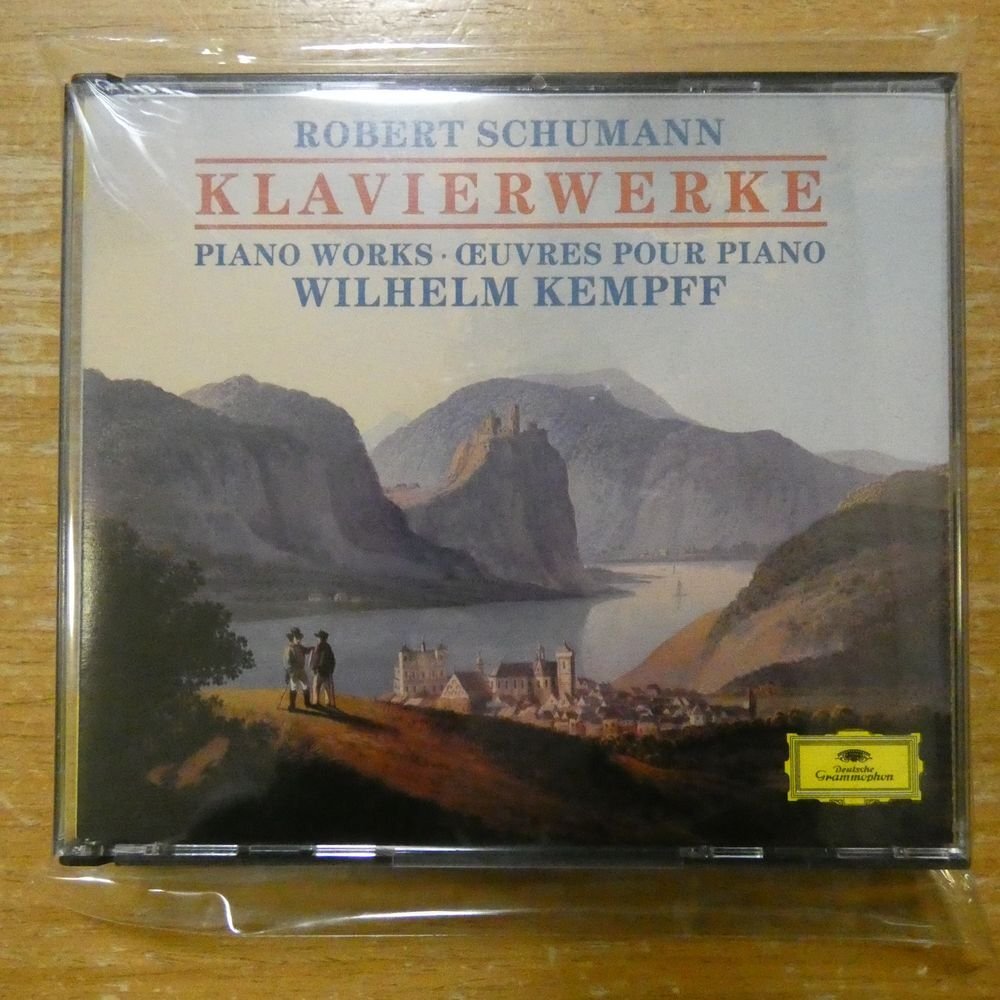 ROBERT SCHUMANN
KLAVIERWERKE
PIANO WORKS · ŒUVRES POUR PIANO
WILHELM KEMPFF
Deutsche
Grammophon